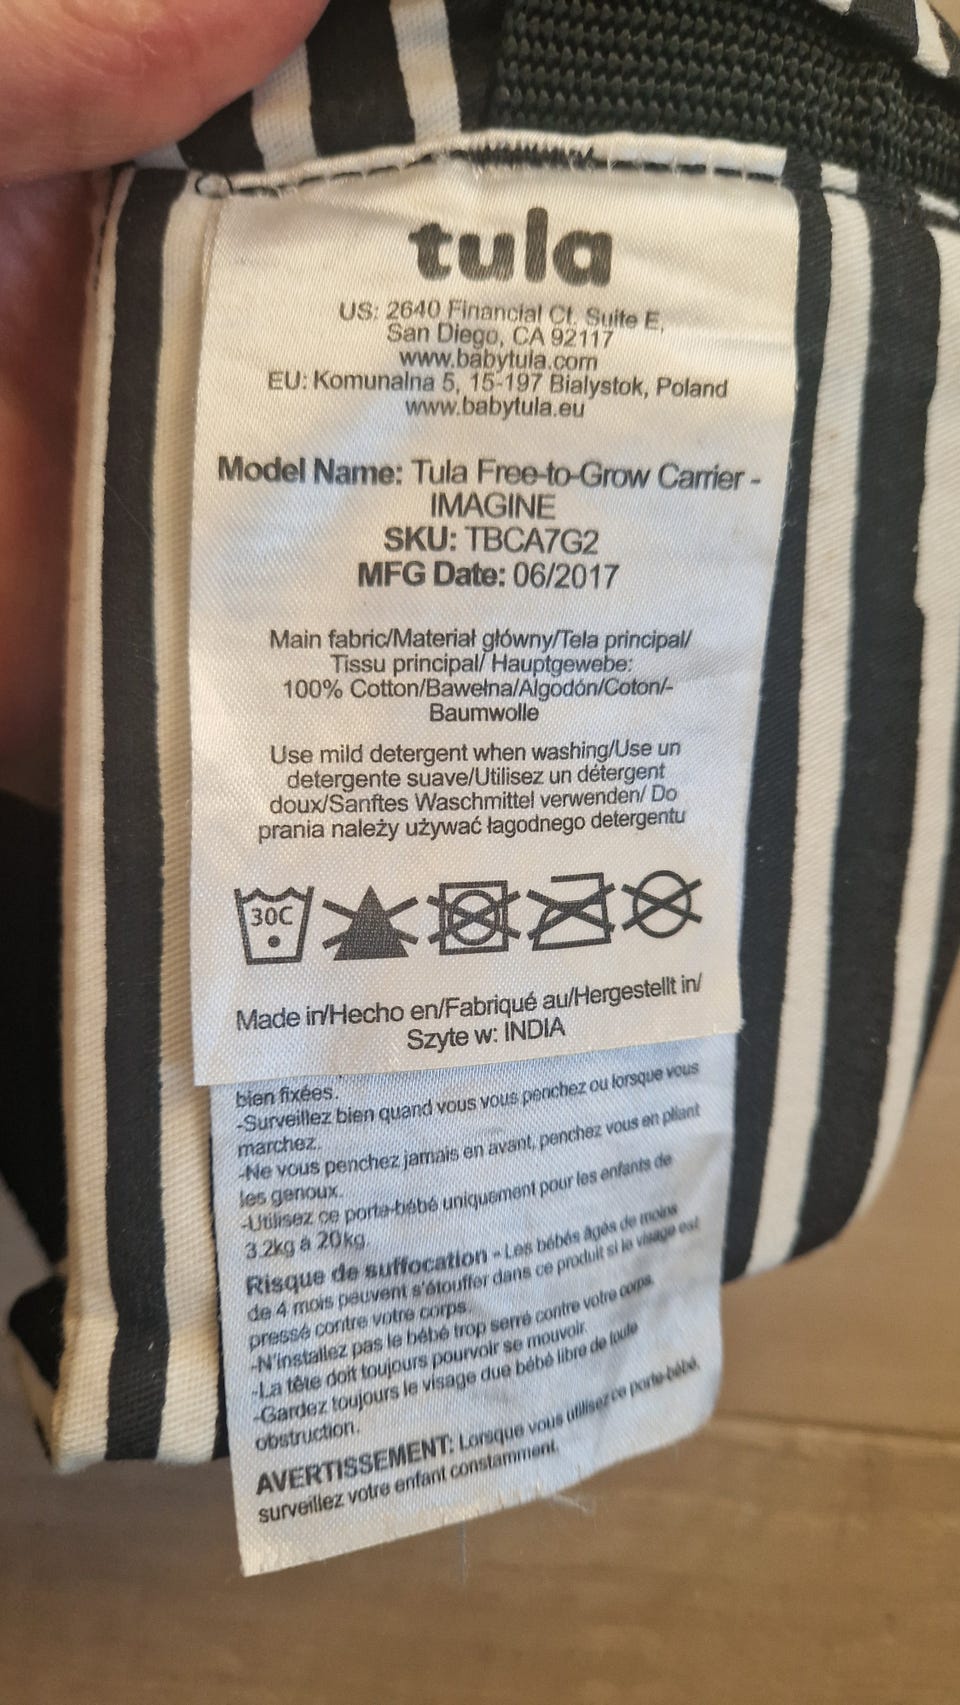 tula
US: 2640 Financial Ct. Suite E,
San Diego, CA 92117
www.babytula.com
EU: Komunalna 5, 15-197 Bialystok, Poland
www.babytula.eu
Model Name: Tula Free-to-Grow Carrier -
IMAGINE
SKU: TBCA7G2
MFG Date: 06/2017
Main fabric/Materiał główny/Tela principal/
Tissu principal/ Hauptgewebe:
100% Cotton/Bawełna/Algodón/Coton/-
Baumwolle
Use mild detergent when washing/Use un
detergente suave/Utilisez un détergent
doux/Sanftes Waschmittel verwenden/ Do
prania należy używać łagodnego detergentu
30C
Made in/Hecho en/Fabriqué au/Hergestellt in/
Szyte w: INDIA
bien fixées.
-Surveillez bien quand vous vous penchez ou lorsque vous
marchez.
-Ne vous penchez jamais en avant, penchez vous en pliant
les genoux.
-Utilisez ce porte-bébé uniquement pour les enfants de
3.2kg à 20kg
Risque de suffocation - Les bébés âgés de moins
de 4 mois peuvent s'étouffer dans ce produit si le visage est
pressé contre votre corps.
-N'installez pas le bébé trop serré contre votre corps.
-La tête doit toujours pourvoir se mouvoir.
-Gardez toujours le visage due bébé libre de toute
obstruction.
AVERTISSEMENT: Lorsque vous utilisez ce porte-bébé,
surveillez votre enfant constamment.